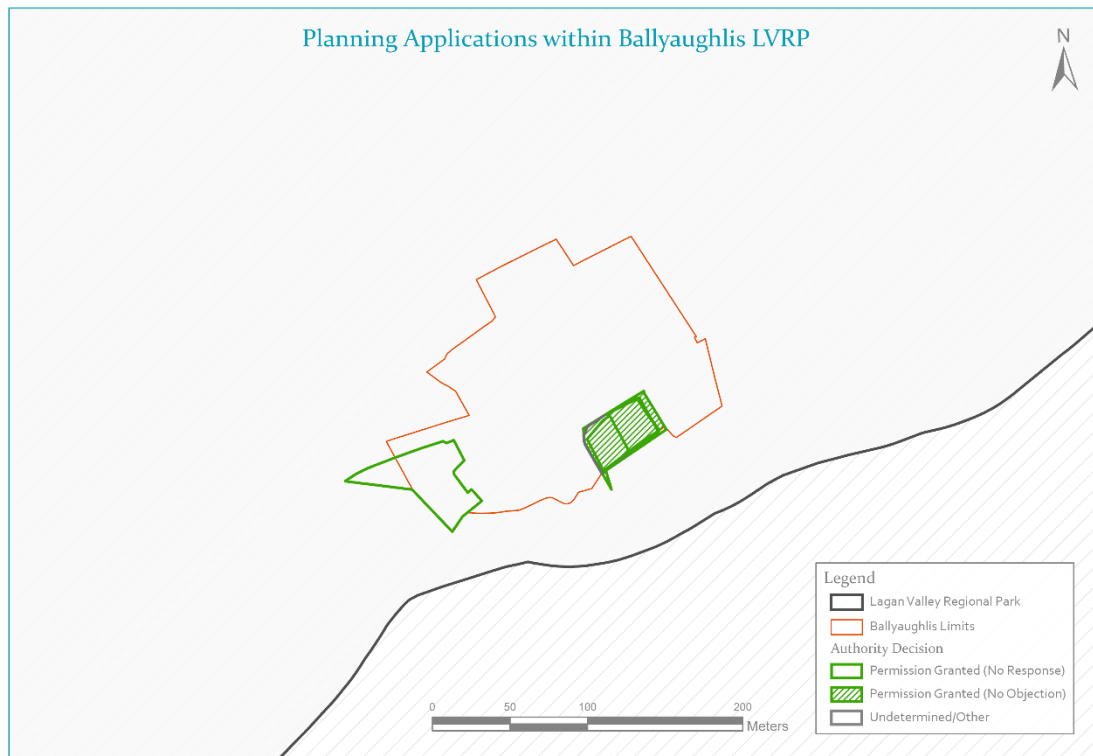 Planning Applications within Ballyaughlis LVRP
N
Legend
Lagan Valley Regional Park
Ballyaughlis Limits
Authority Decision
Permission Granted (No Response)
Permission Granted (No Objection)
Undetermined/Other
0 50 100 200
Meters